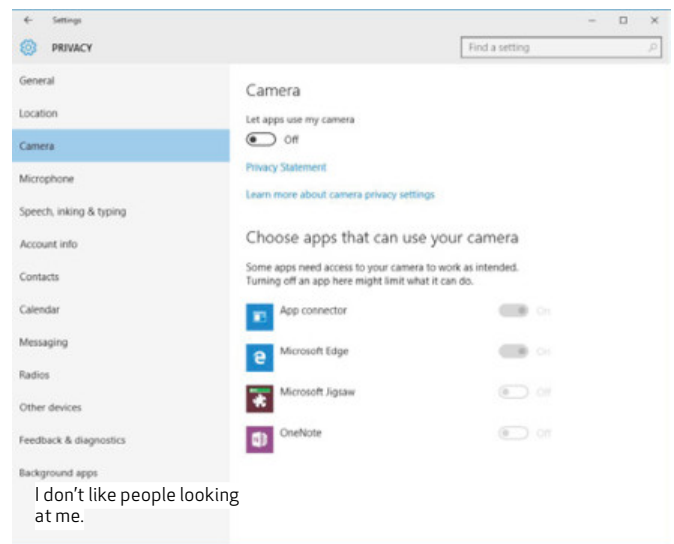 Settings
PRIVACY
Find a setting
General
Location
Camera
Microphone
Speech, inking & typing
Account info
Contacts
Calendar
Messaging
Radios
Other devices
Feedback & diagnostics
Background apps
I don't like people looking
at me.
Camera
Let apps use my camera
Off
Privacy Statement
Learn more about camera privacy settings
Choose apps that can use your camera
Some apps need access to your camera to work as intended.
Turning off an app here might limit what it can do.
App connector On
Microsoft Edge On
Microsoft Jigsaw Off
OneNote Off